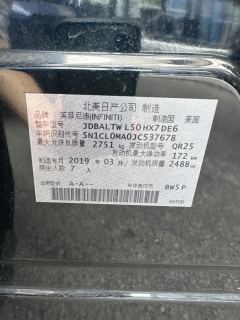 北美日产公司 制造
品牌 英菲尼迪(INFINITI) 制造国 美国
整车型号 JDBALTWL50HX7DE6
车辆识别代号 5N1CL0MA0JC537678
最大允许总质量 2751 kg 发动机型号 QR25
发动机最大净功率 172 kw
制造年月 2019 年 03 月 发动机排量 2488 ml
乘坐人数 7 人
A-A-- BW5P